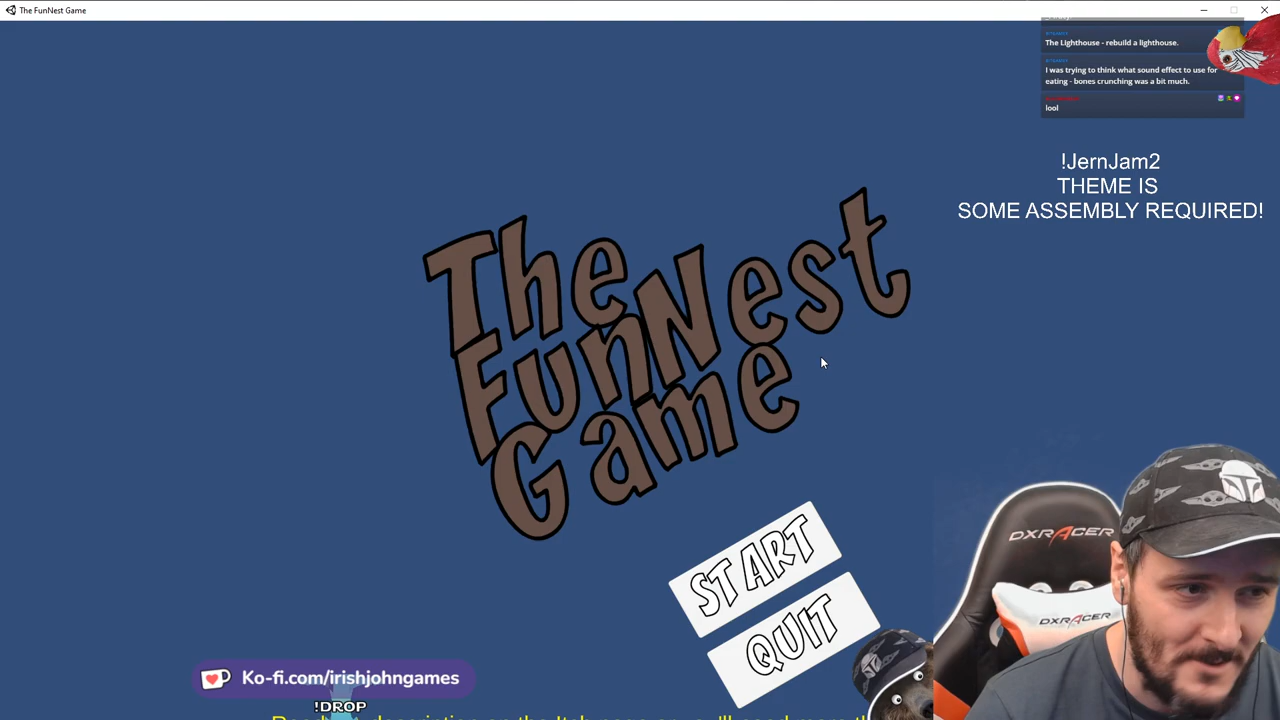 The FunNest Game
The Lighthouse - rebuild a lighthouse.
I was trying to think what sound effect to use for
eating - bones crunching was a bit much.
lool
!JernJam2
THEME IS
SOME ASSEMBLY REQUIRED!
The
FunNest
Game
START
QUIT
DXRACER
DXRACER
Ko-fi.com/irishjohngames
!DROP